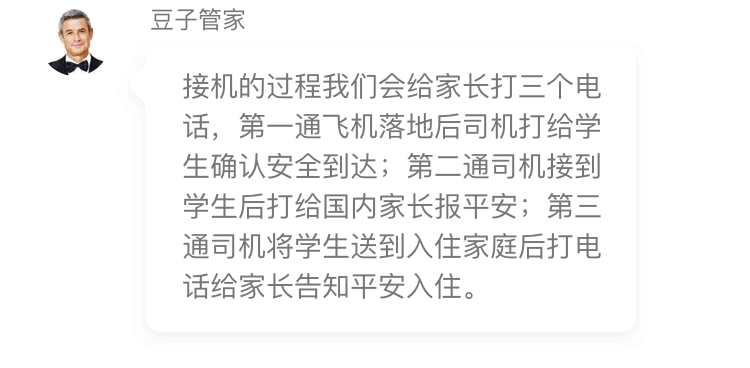 豆子管家
接机的过程我们会给家长打三个电
话，第一通飞机落地后司机打给学
生确认安全到达；第二通司机接到
学生后打给国内家长报平安；第三
通司机将学生送到入住家庭后打电
话给家长告知平安入住。